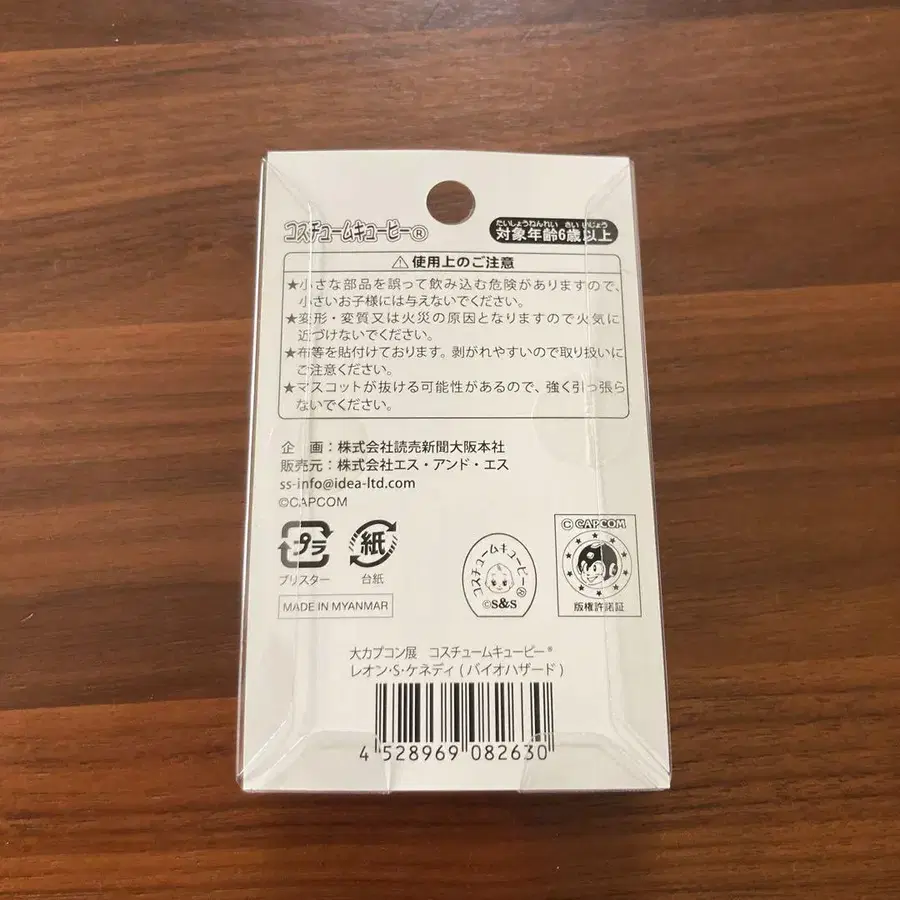 コスチュームキューピー®
たいしょうねんれい さい いじょう
対象年齢6歳以上
⚠使用上のご注意
★小さな部品を誤って飲み込む危険がありますので、
小さいお子様には与えないでください。
★変形・変質又は火災の原因となりますので火気に
近づけないでください。
★布等を貼付けております。剥がれやすいので取り扱いに
ご注意ください。
★マスコットが抜ける可能性があるので、強く引っ張ら
ないでください。
企 画:株式会社読売新聞大阪本社
販売元:株式会社エス・アンド・エス
ss-info@idea-ltd.com
©CAPCOM
プラ
ブリスター
紙
台紙
MADE IN MYANMAR
コスチュームキューピー®
©S&S
© CAPCOM
版権許諾証
大カプコン展 コスチュームキューピー®
レオン・S・ケネディ(バイオハザード)
4 528969 082630